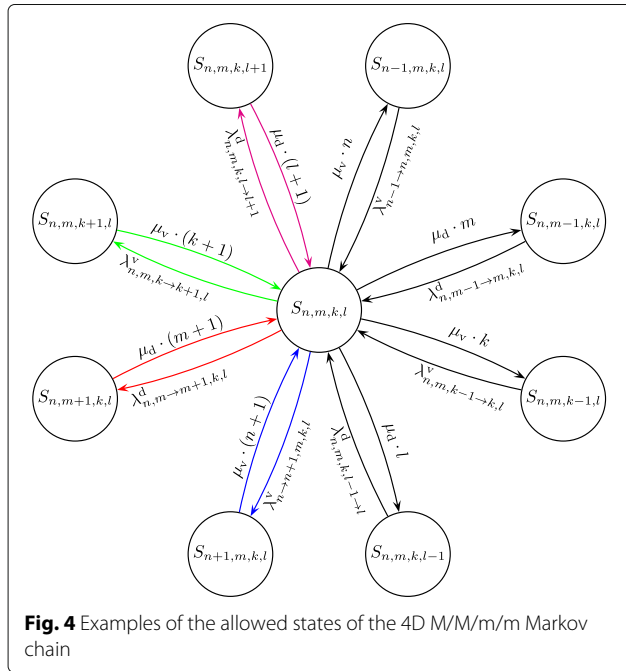 S_{n,m,k,l+1}
S_{n−1,m,k,l}
μ_d · (l + 1)
λ^d_{n,m,k,l→l+1}
μ_v · n
λ^v_{n−1→n,m,k,l}
S_{n,m,k+1,l}
μ_v · (k + 1)
λ^v_{n,m,k→k+1,l}
μ_d · m
λ^d_{n,m−1→m,k,l}
S_{n,m−1,k,l}
S_{n,m,k,l}
S_{n,m+1,k,l}
μ_d · (m + 1)
λ^d_{n,m→m+1,k,l}
μ_v · k
λ^v_{n,m,k−1→k,l}
S_{n,m,k−1,l}
μ_v · (n + 1)
λ^v_{n→n+1,m,k,l}
μ_d · l
λ^d_{n,m,k,l−1→l}
S_{n+1,m,k,l}
S_{n,m,k,l−1}
Fig. 4 Examples of the allowed states of the 4D M/M/m/m Markov
chain